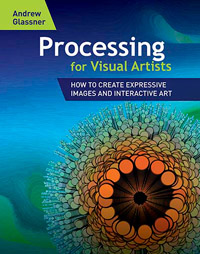 Andrew
Glassner
Processing
for Visual Artists
HOW TO CREATE EXPRESSIVE
IMAGES AND INTERACTIVE ART